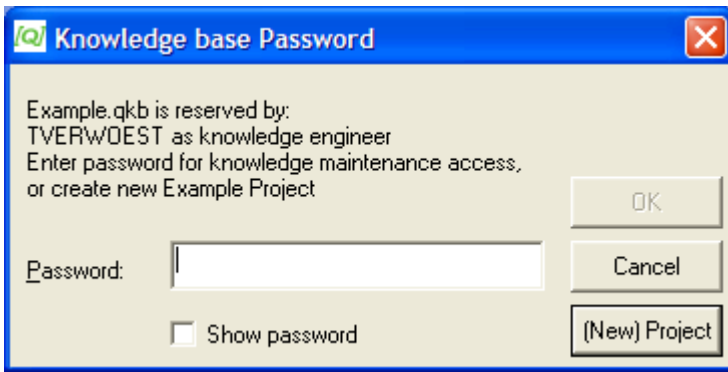 [Q] Knowledge base Password
Example.qkb is reserved by:
TVERWOEST as knowledge engineer
Enter password for knowledge maintenance access,
or create new Example Project
OK
Password:
Cancel
Show password
(New) Project